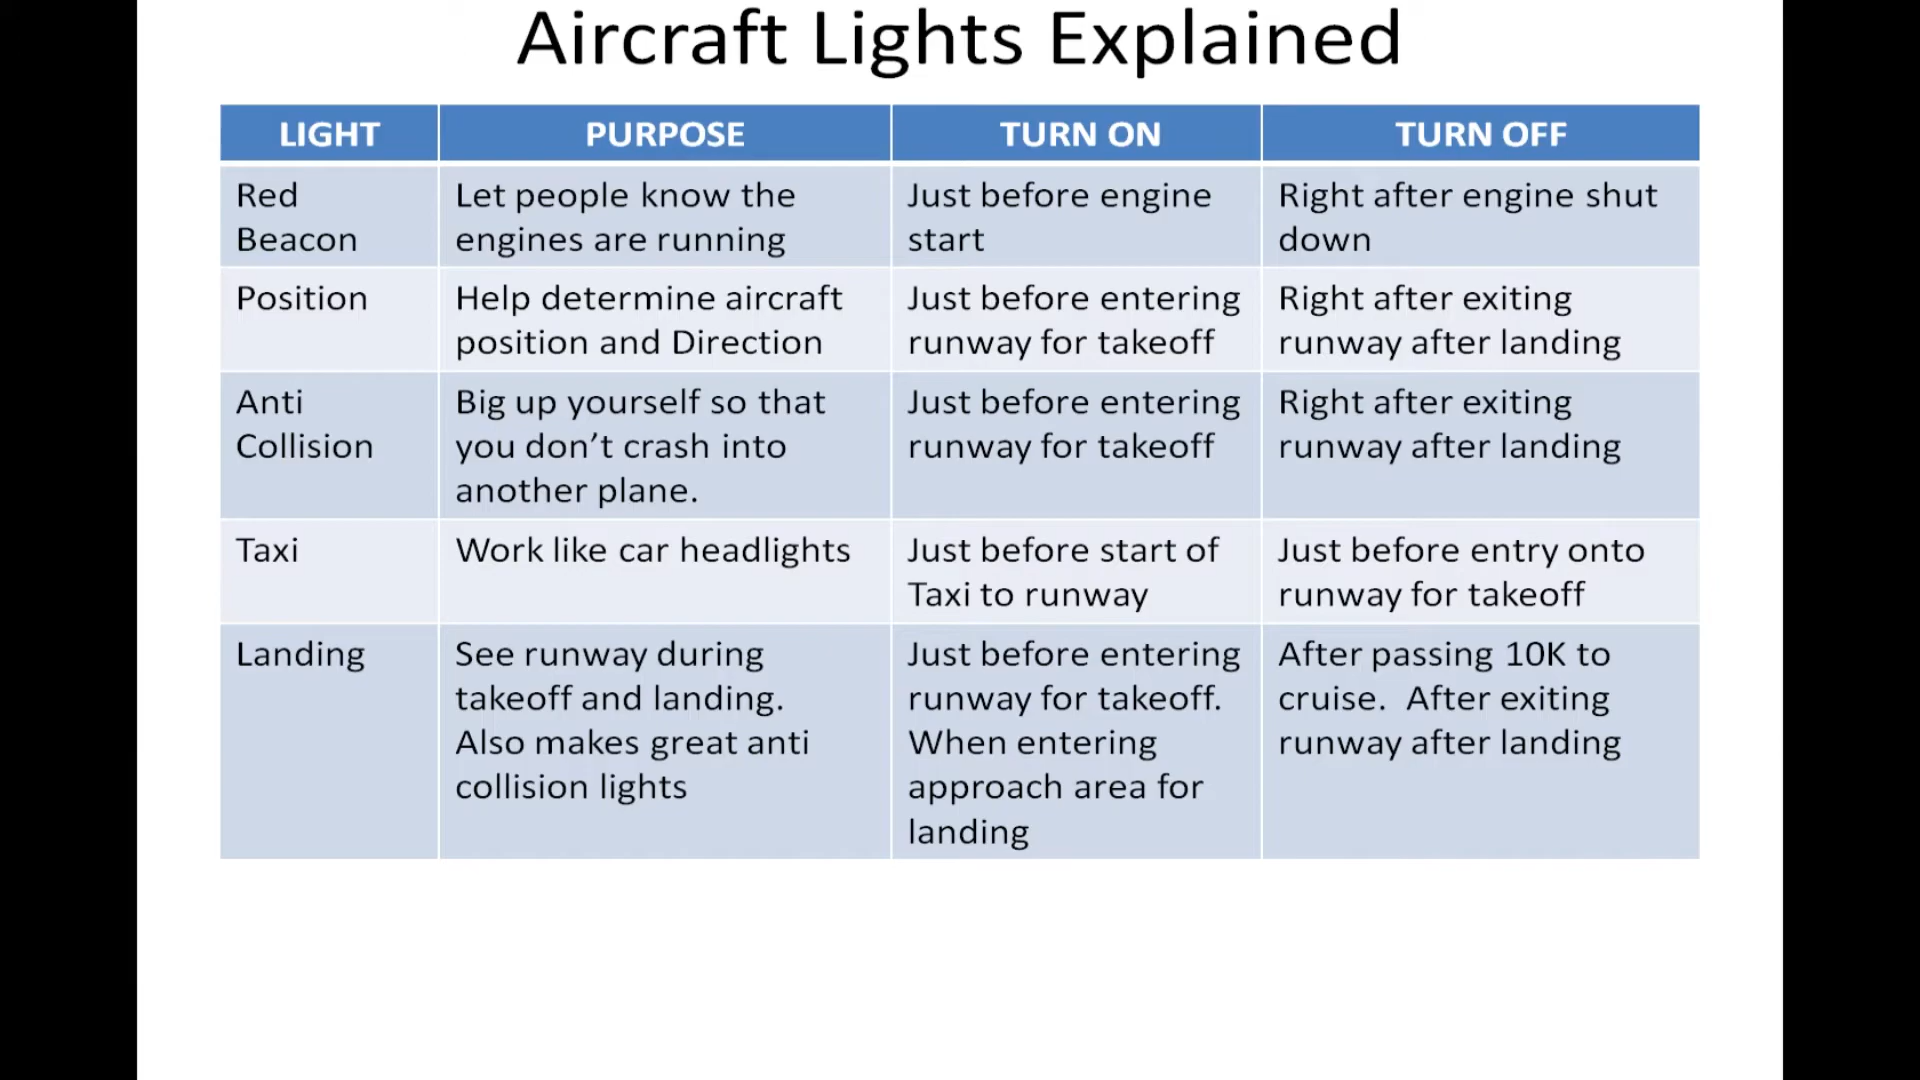 Aircraft Lights Explained
LIGHT PURPOSE TURN ON TURN OFF
Red Let people know the Just before engine Right after engine shut
Beacon engines are running start down
Position Help determine aircraft Just before entering Right after exiting
position and Direction runway for takeoff runway after landing
Anti Big up yourself so that Just before entering Right after exiting
Collision you don’t crash into runway for takeoff runway after landing
another plane.
Taxi Work like car headlights Just before start of Just before entry onto
Taxi to runway runway for takeoff
Landing See runway during Just before entering After passing 10K to
takeoff and landing. runway for takeoff. cruise. After exiting
Also makes great anti When entering runway after landing
collision lights approach area for
landing